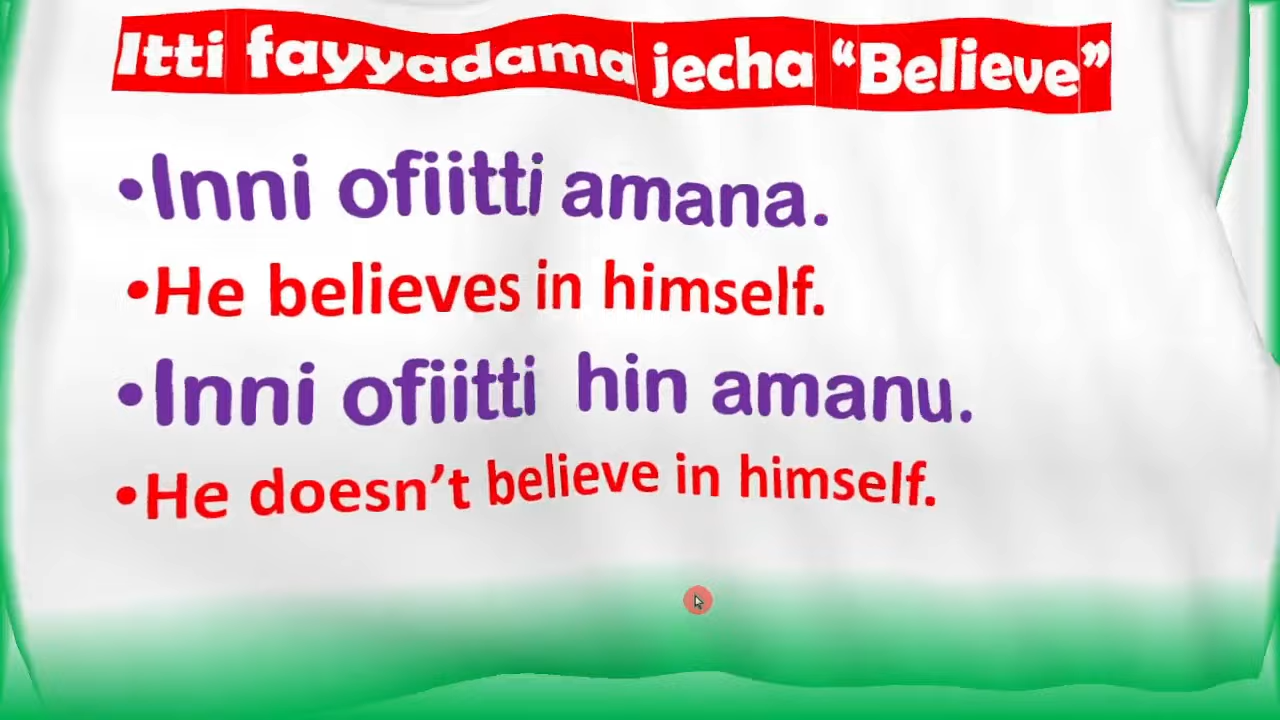 Itti fayyadama jecha “Believe”
•Inni ofiitti amana.
•He believes in himself.
•Inni ofiitti hin amanu.
•He doesn’t believe in himself.